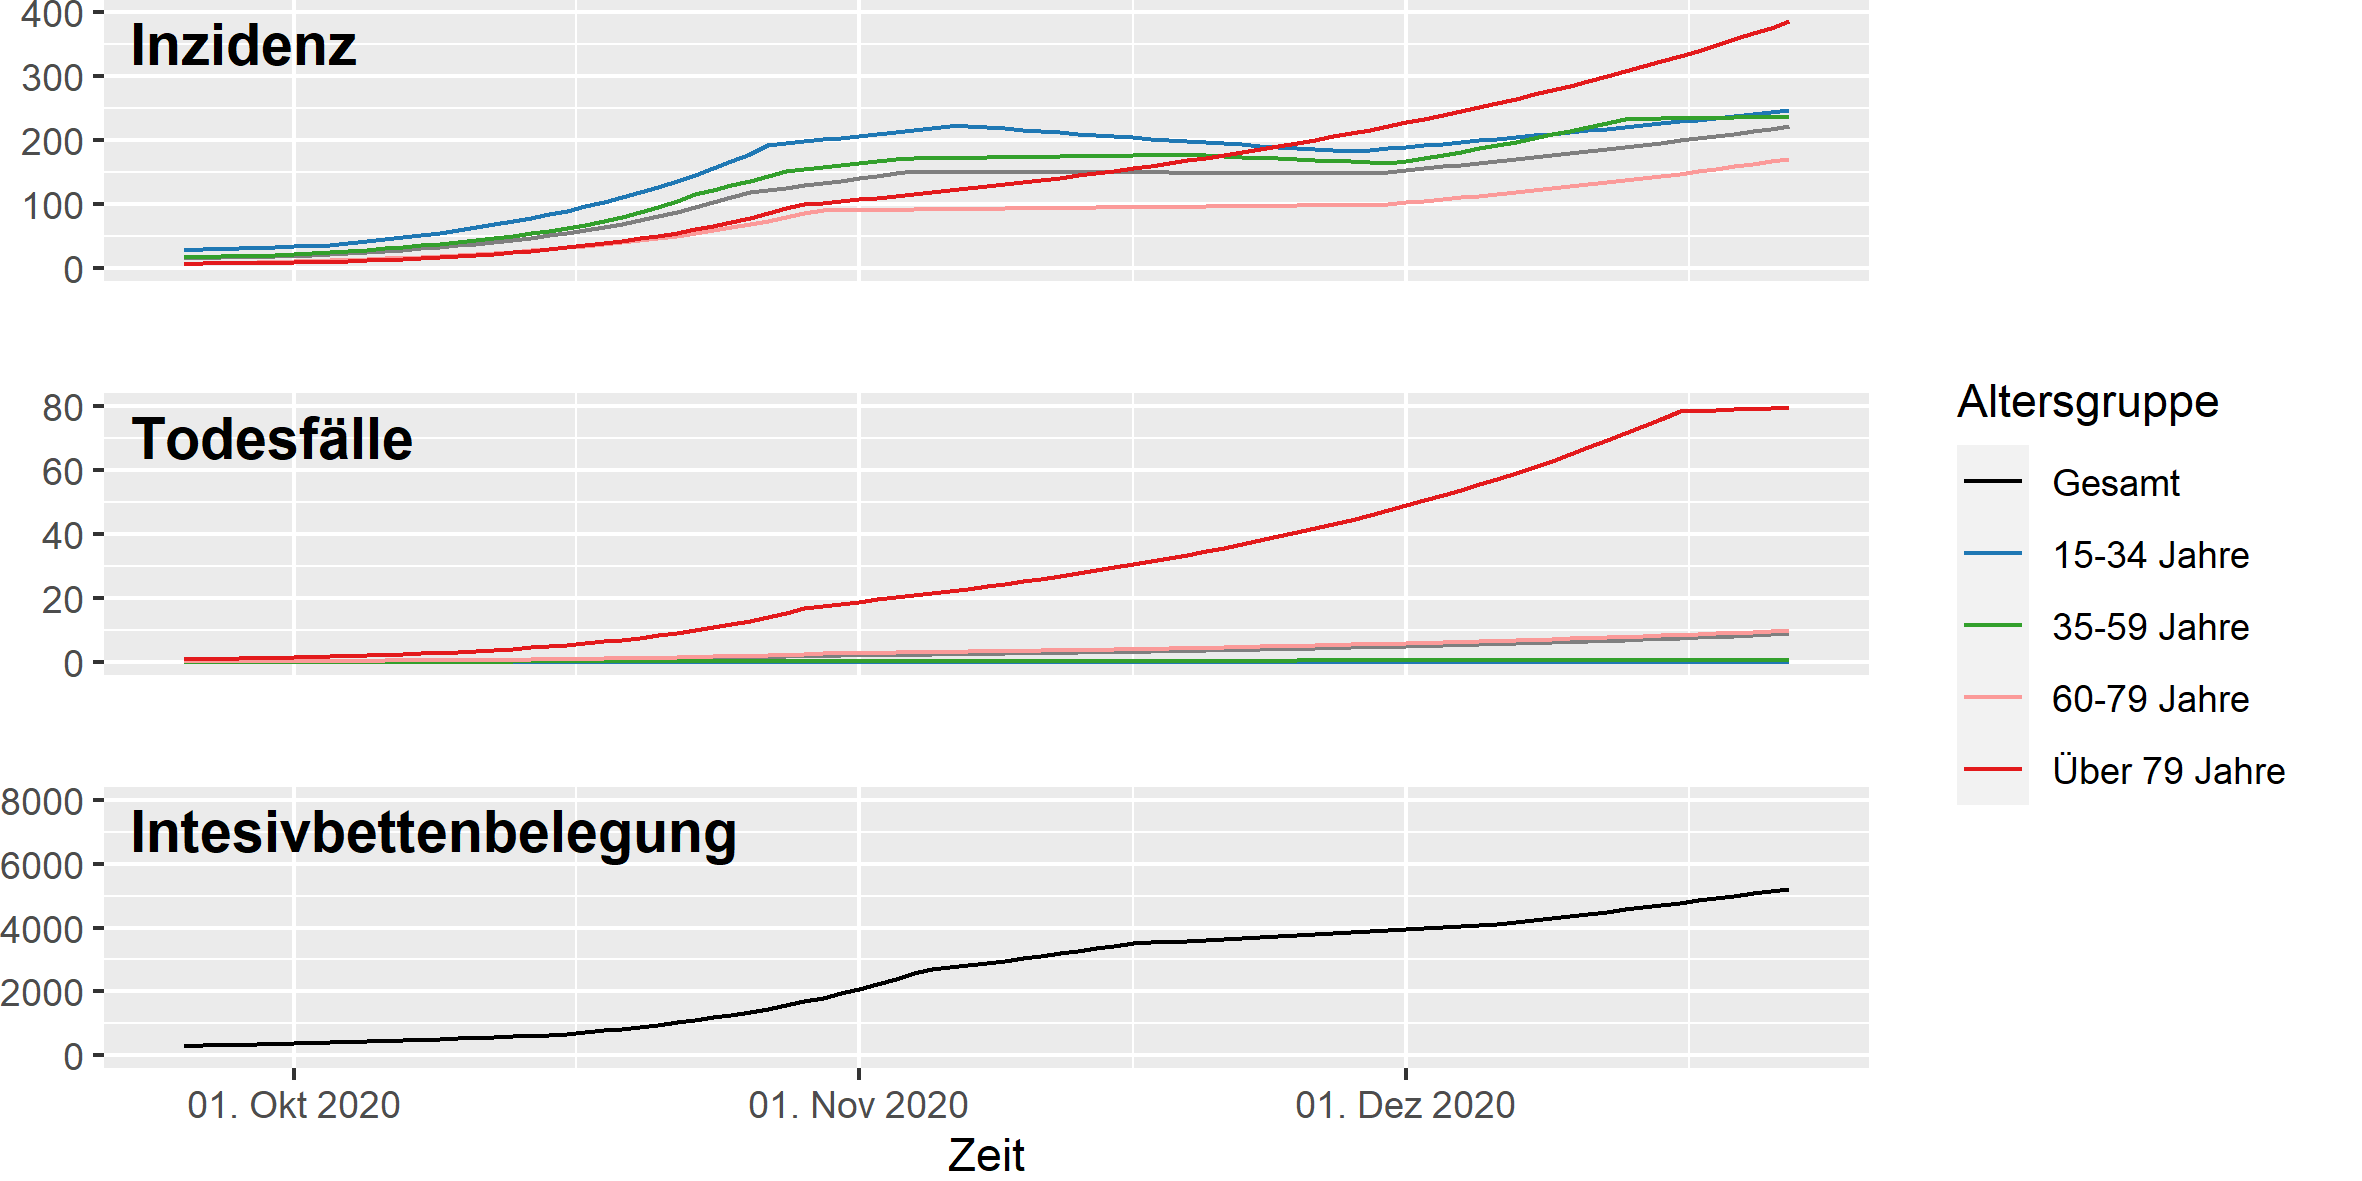 Inzidenz
400
300
200
100
0
Todesfälle
80
60
40
20
0
Intesivbettenbelegung
8000
6000
4000
2000
0
01. Okt 2020
01. Nov 2020
01. Dez 2020
Zeit
Altersgruppe
Gesamt
15-34 Jahre
35-59 Jahre
60-79 Jahre
Über 79 Jahre